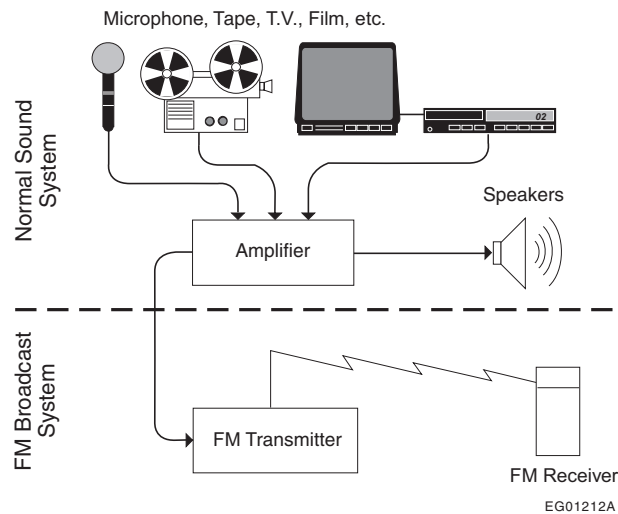 Microphone, Tape, T.V., Film, etc.
02
Normal Sound
System
Speakers
Amplifier
FM Broadcast
System
FM Transmitter
FM Receiver
EG01212A